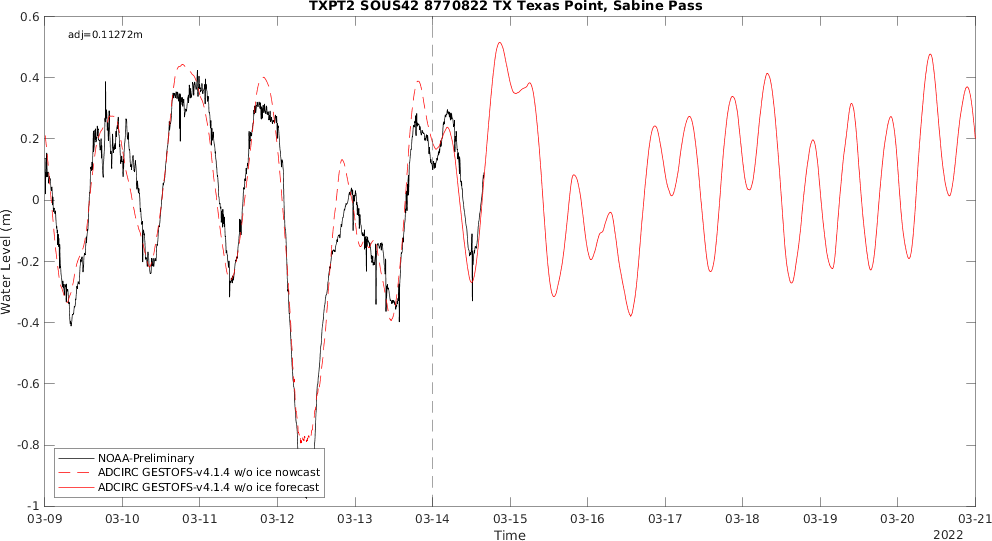 TXPT2 SOUS42 8770822 TX Texas Point, Sabine Pass
adj=0.11272m
Water Level (m)
0.6
0.4
0.2
0
-0.2
-0.4
-0.6
-0.8
-1
NOAA-Preliminary
ADCIRC GESTOFS-v4.1.4 w/o ice nowcast
ADCIRC GESTOFS-v4.1.4 w/o ice forecast
03-09 03-10 03-11 03-12 03-13 03-14 03-15 03-16 03-17 03-18 03-19 03-20 03-21
Time
2022